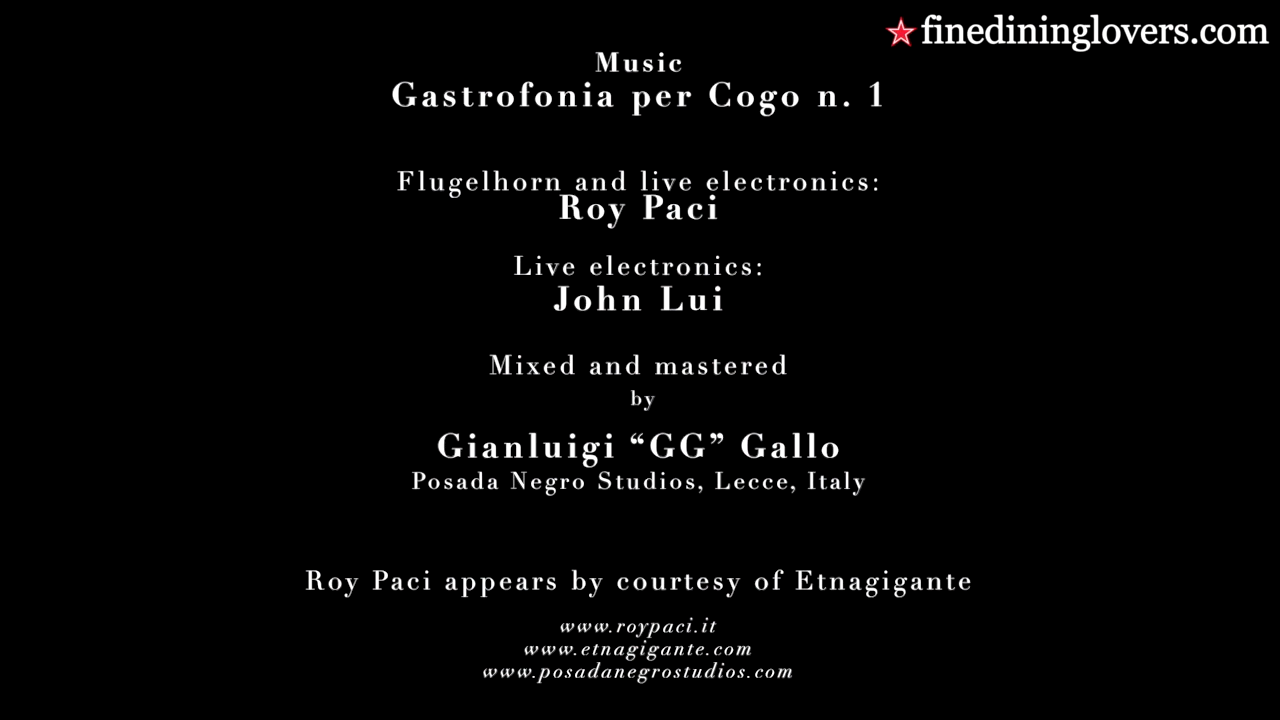 finedininglovers.com
Music
Gastrofonia per Cogo n. 1
Flugelhorn and live electronics:
Roy Paci
Live electronics:
John Lui
Mixed and mastered
by
Gianluigi “GG” Gallo
Posada Negro Studios, Lecce, Italy
Roy Paci appears by courtesy of Etnagigante
www.roypaci.it
www.etnagigante.com
www.posadanegrostudios.com